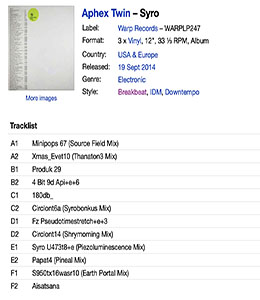 Aphex Twin – Syro
Label: Warp Records – WARPLP247
Format: 3 x Vinyl, 12", 33 ⅓ RPM, Album
Country: USA & Europe
Released: 19 Sept 2014
Genre: Electronic
Style: Breakbeat, IDM, Downtempo
More images
Tracklist
A1 Minipops 67 (Source Field Mix)
A2 Xmas_Evet10 (Thanaton3 Mix)
B1 Produk 29
B2 4 Bit 9d Api+e+6
C1 180db_
C2 Circlont6a (Syrobonkus Mix)
D1 Fz Pseudotimestretch+e+3
D2 Circlont14 (Shrymoming Mix)
E1 Syro U473t8+e (Piezoluminescence Mix)
E2 Papat4 (Pineal Mix)
F1 S950tx16wasr10 (Earth Portal Mix)
F2 Aisatsana